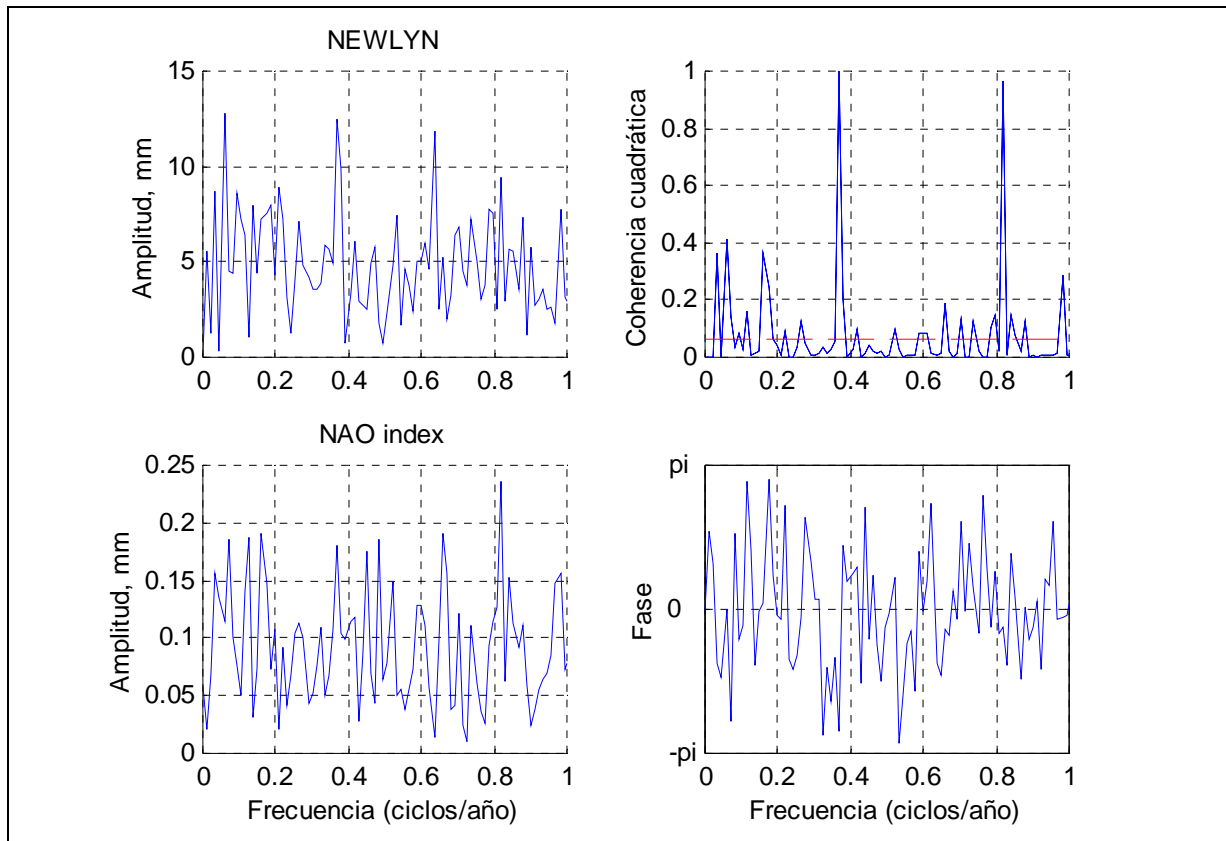 NEWLYN
15
10
5
0
Amplitud, mm
0 0.2 0.4 0.6 0.8 1
1
0.8
0.6
0.4
0.2
0
Coherencia cuadrática
0 0.2 0.4 0.6 0.8 1
NAO index
0.25
0.2
0.15
0.1
0.05
0
Amplitud, mm
0 0.2 0.4 0.6 0.8 1
Frecuencia (ciclos/año)
pi
0
-pi
Fase
0 0.2 0.4 0.6 0.8 1
Frecuencia (ciclos/año)